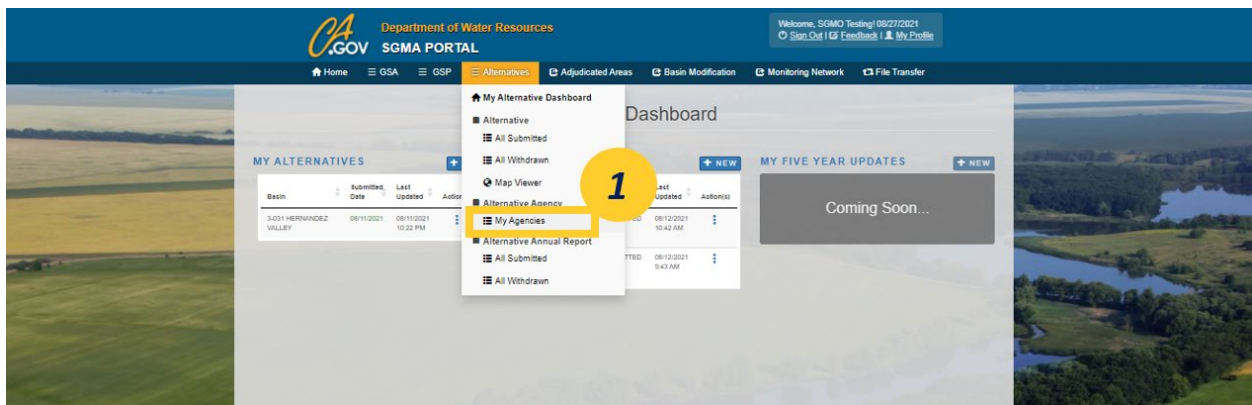 CA.GOV
Department of Water Resources
SGMA PORTAL
Welcome, SGMO Testing! 08/27/2021
Sign Out | Feedback | My Profile
Home GSA GSP Alternatives Adjudicated Areas Basin Modification Monitoring Network File Transfer
Dashboard
My Alternative Dashboard
Alternative
All Submitted
All Withdrawn
Map Viewer
Alternative Agency
My Agencies
Alternative Annual Report
All Submitted
All Withdrawn
1
MY ALTERNATIVES
Basin Submitted Date Last Updated
3-031 HERNANDEZ VALLEY 08/11/2021 08/11/2021 10:22 PM
+ NEW
Last Updated Action(s)
08/12/2021 10:42 AM
08/12/2021 9:43 AM
MY FIVE YEAR UPDATES + NEW
Coming Soon...